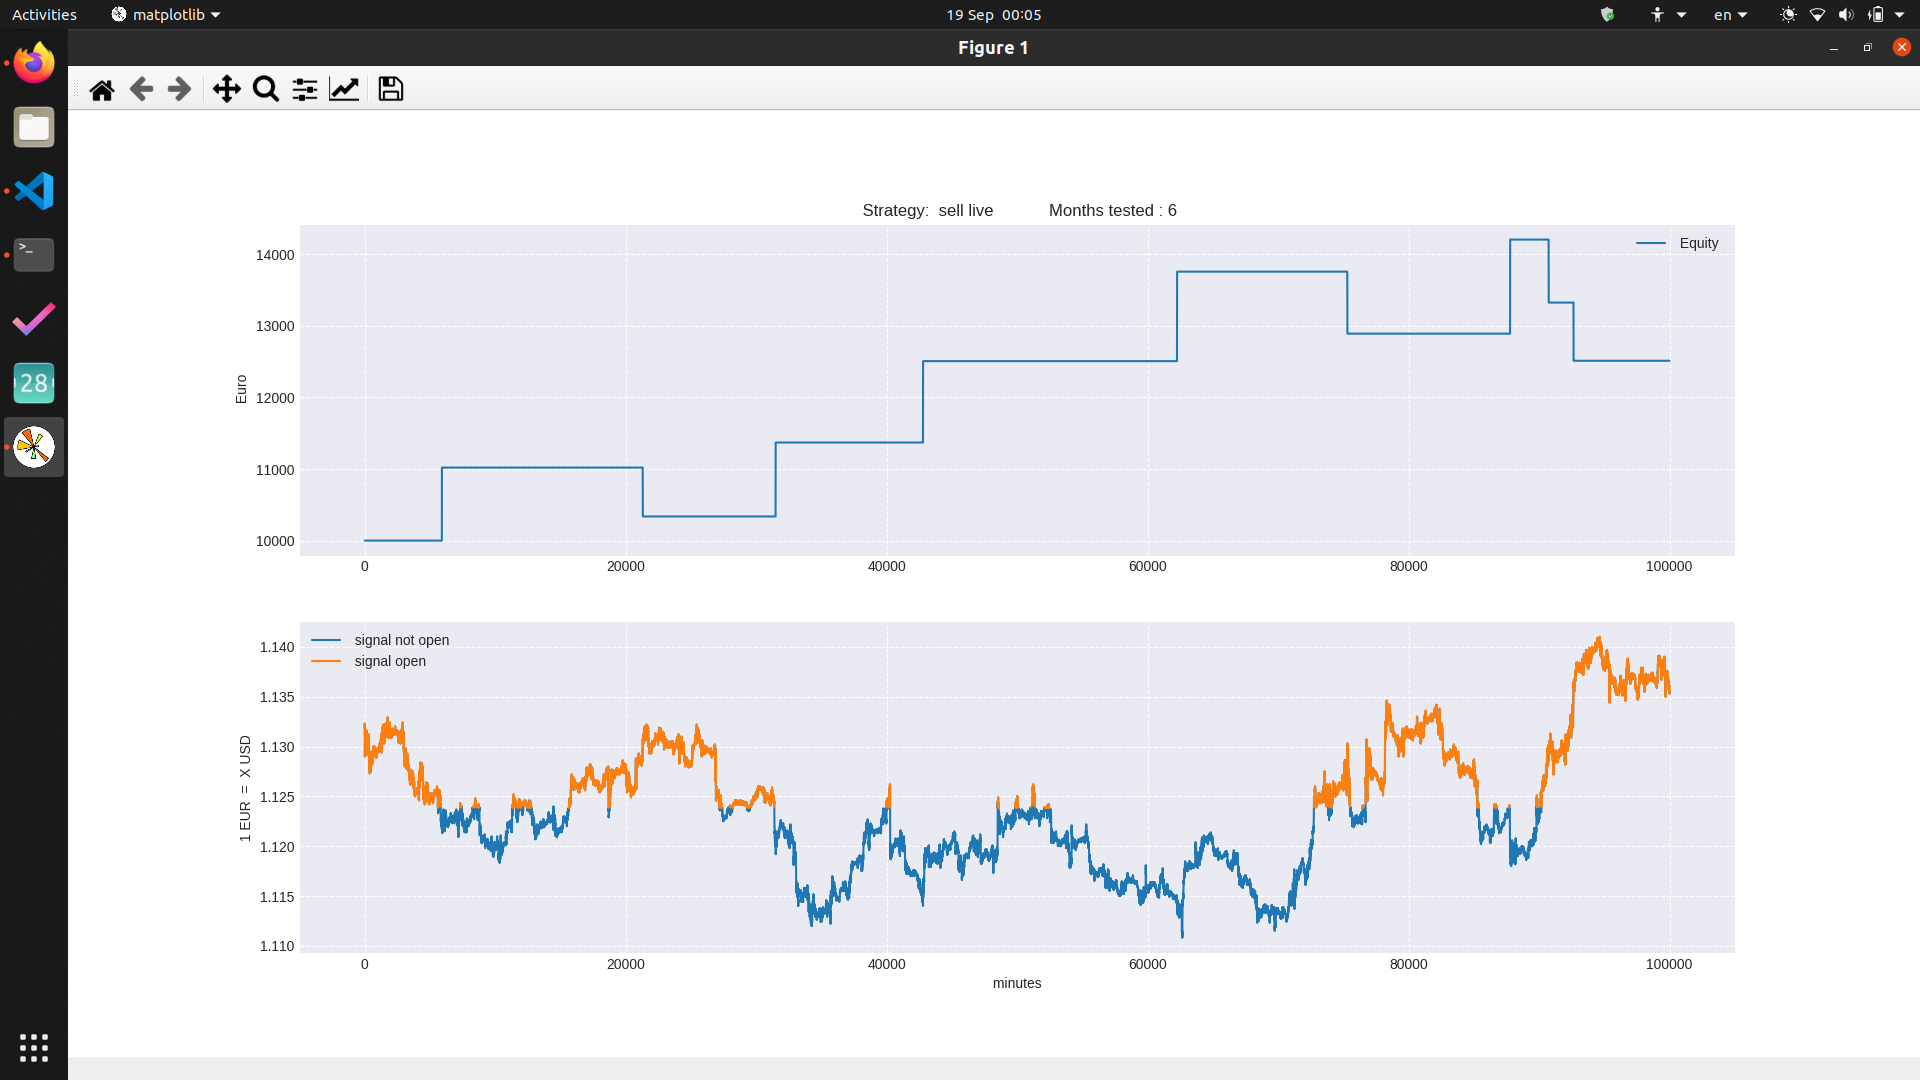 Activities
matplotlib
19 Sep 00:05
en
Figure 1
>_
28
Strategy:  sell live Months tested : 6
Equity
14000
13000
12000
11000
10000
Euro
0 20000 40000 60000 80000 100000
signal not open
signal open
1.140
1.135
1.130
1.125
1.120
1.115
1.110
1 EUR = X USD
0 20000 40000 60000 80000 100000
minutes